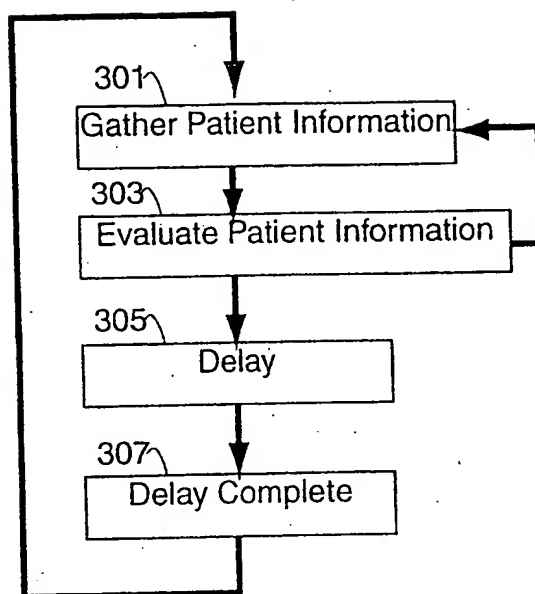 301
Gather Patient Information
303
Evaluate Patient Information
305
Delay
307
Delay Complete